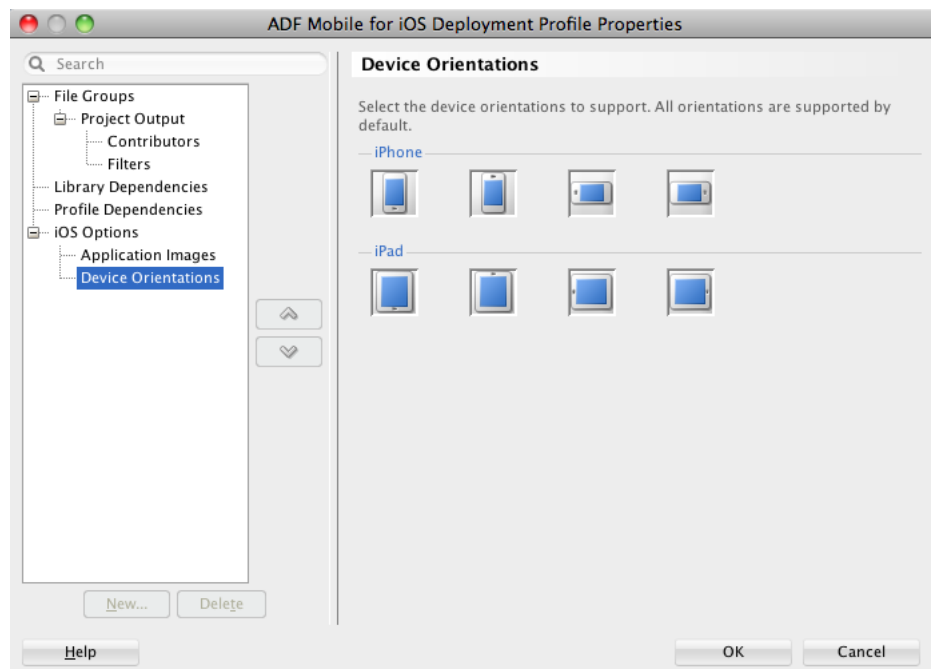 ADF Mobile for iOS Deployment Profile Properties
Search
File Groups
Project Output
Contributors
Filters
Library Dependencies
Profile Dependencies
iOS Options
Application Images
Device Orientations
New...
Delete
Device Orientations
Select the device orientations to support. All orientations are supported by
default.
iPhone
iPad
Help
OK
Cancel